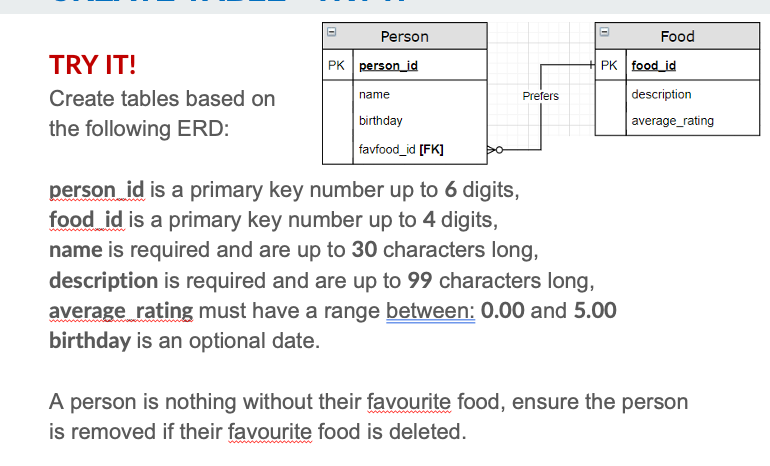 Person
PK person_id
name
birthday
favfood_id [FK]
Prefers
Food
PK food_id
description
average_rating
TRY IT!
Create tables based on
the following ERD:
person_id is a primary key number up to 6 digits,
food_id is a primary key number up to 4 digits,
name is required and are up to 30 characters long,
description is required and are up to 99 characters long,
average_rating must have a range between: 0.00 and 5.00
birthday is an optional date.
A person is nothing without their favourite food, ensure the person
is removed if their favourite food is deleted.